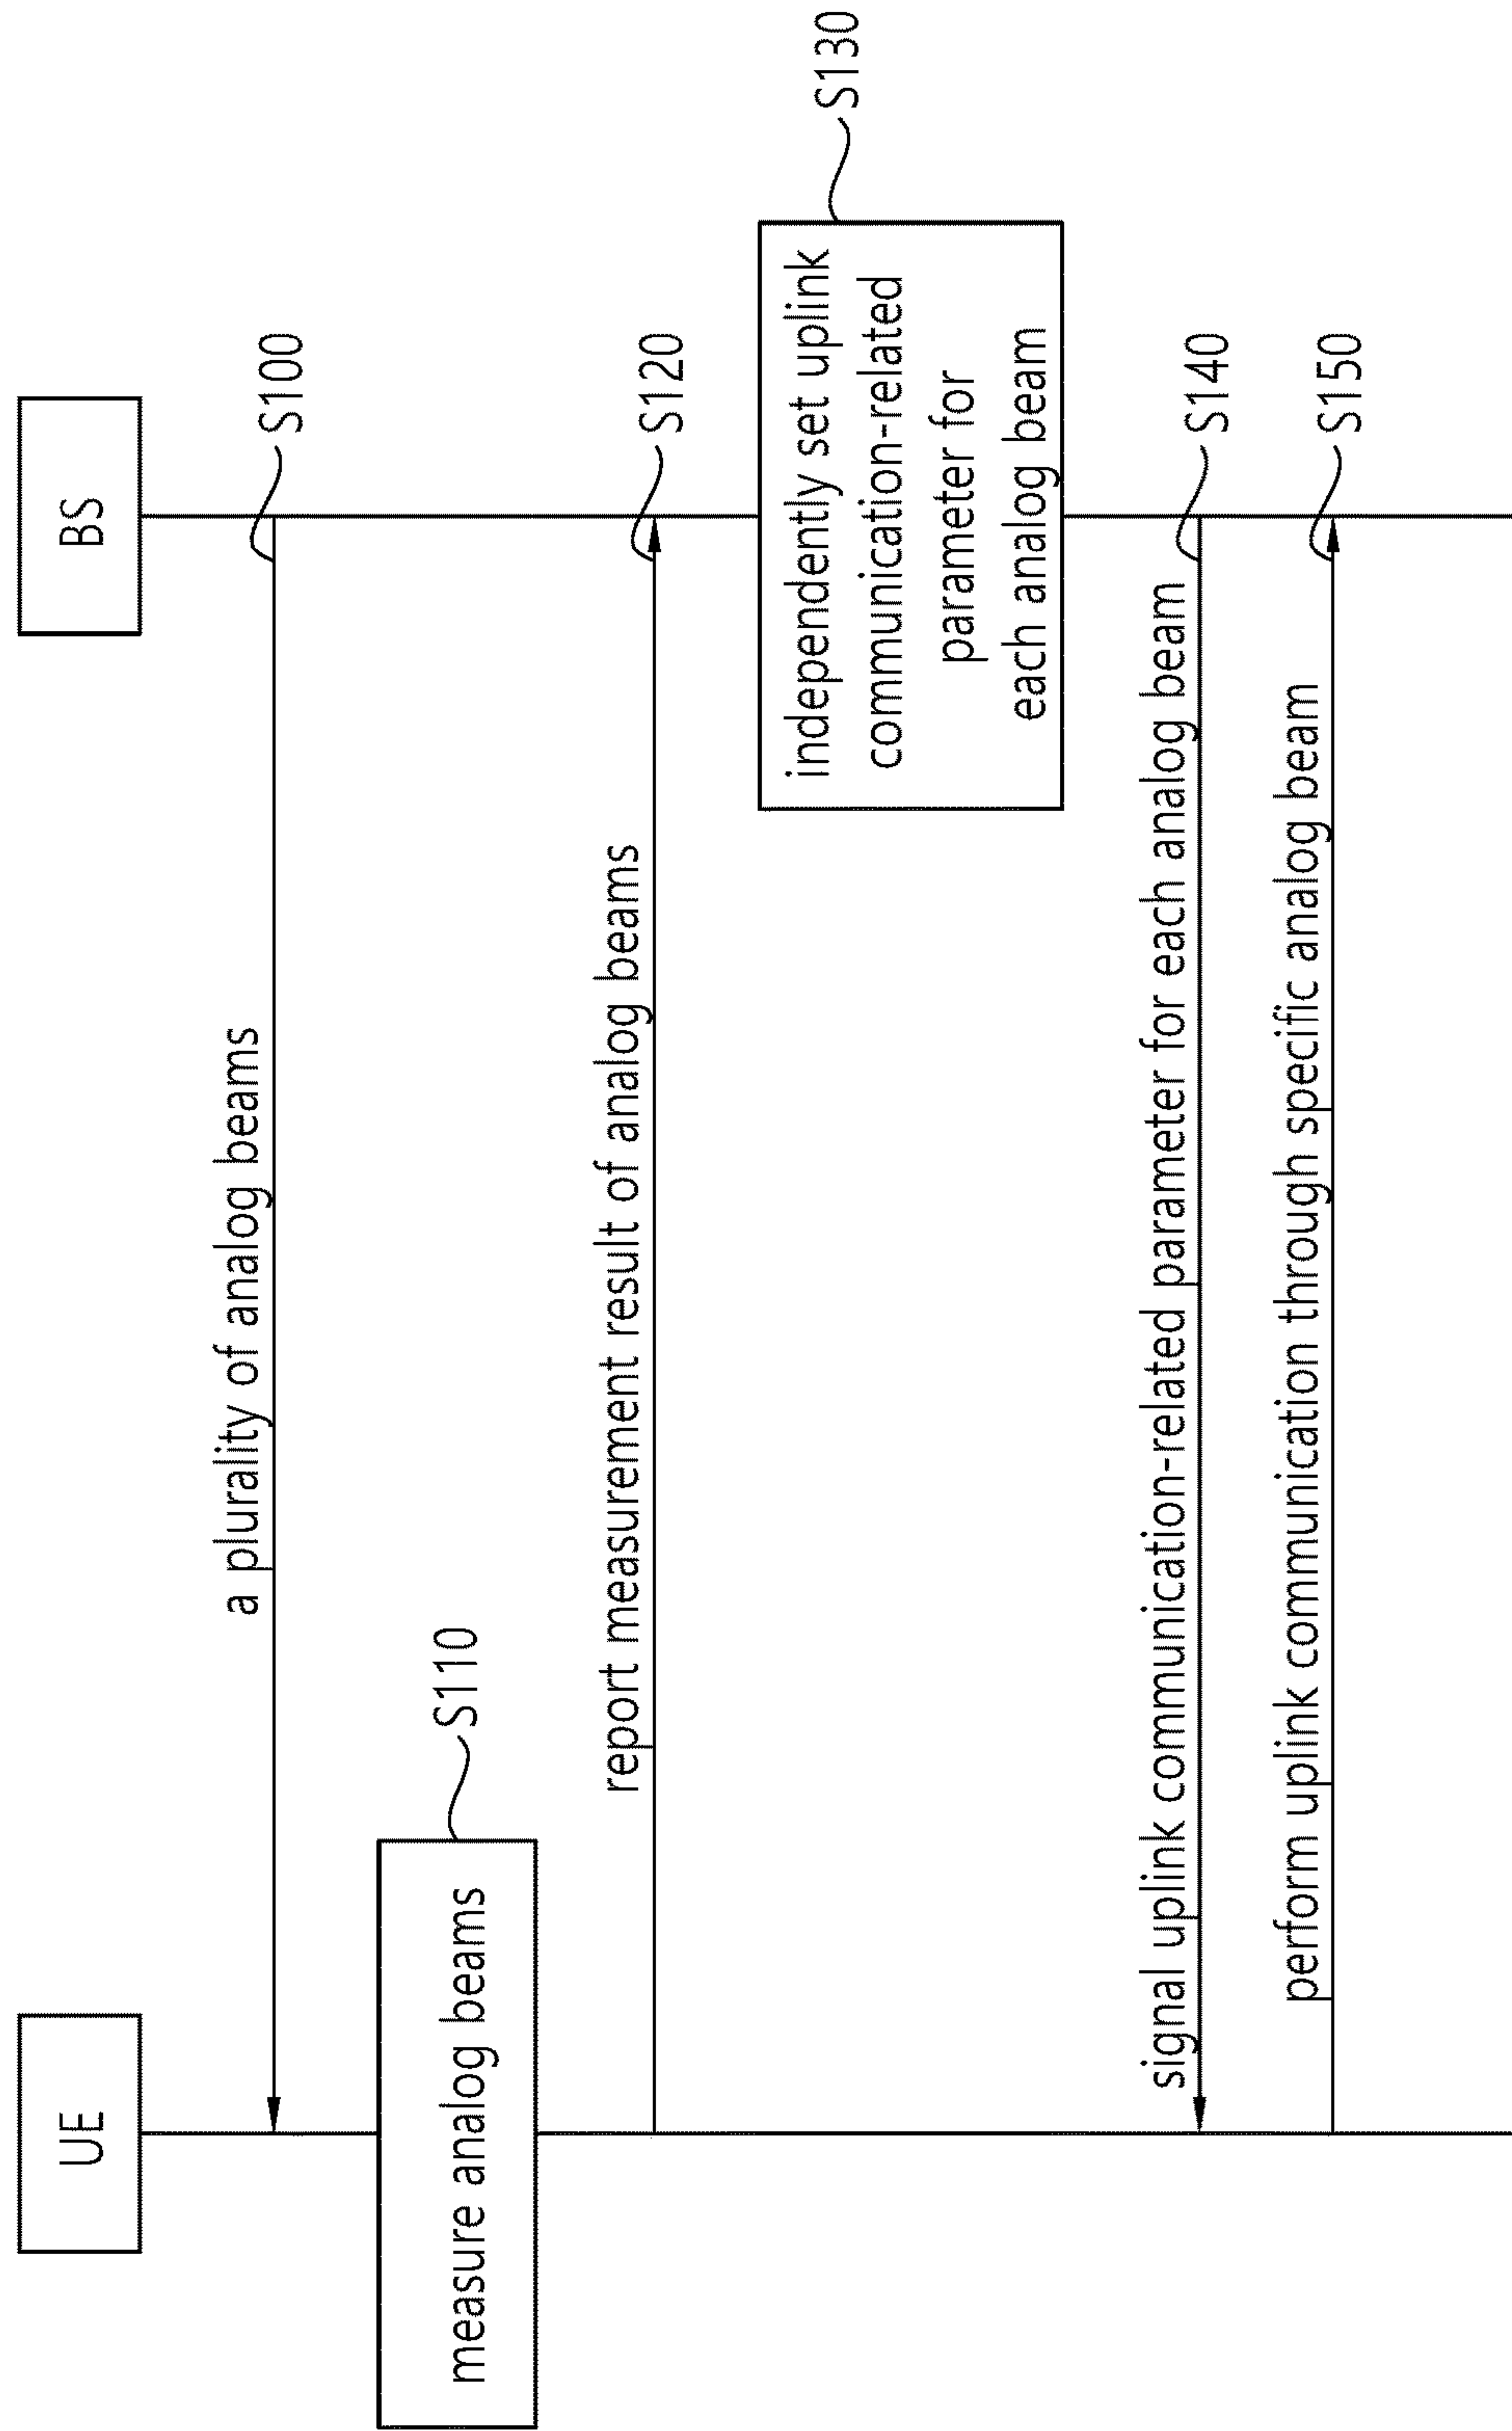 UE
BS
a plurality of analog beams
S100
measure analog beams
S110
report measurement result of analog beams
S120
independently set uplink
communication-related
parameter for
each analog beam
S130
signal uplink communication-related parameter for each analog beam
S140
perform uplink communication through specific analog beam
S150